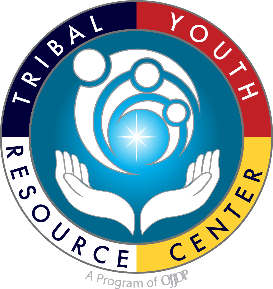 TRIBAL YOUTH
RESOURCE CENTER
A Program of OJJDP